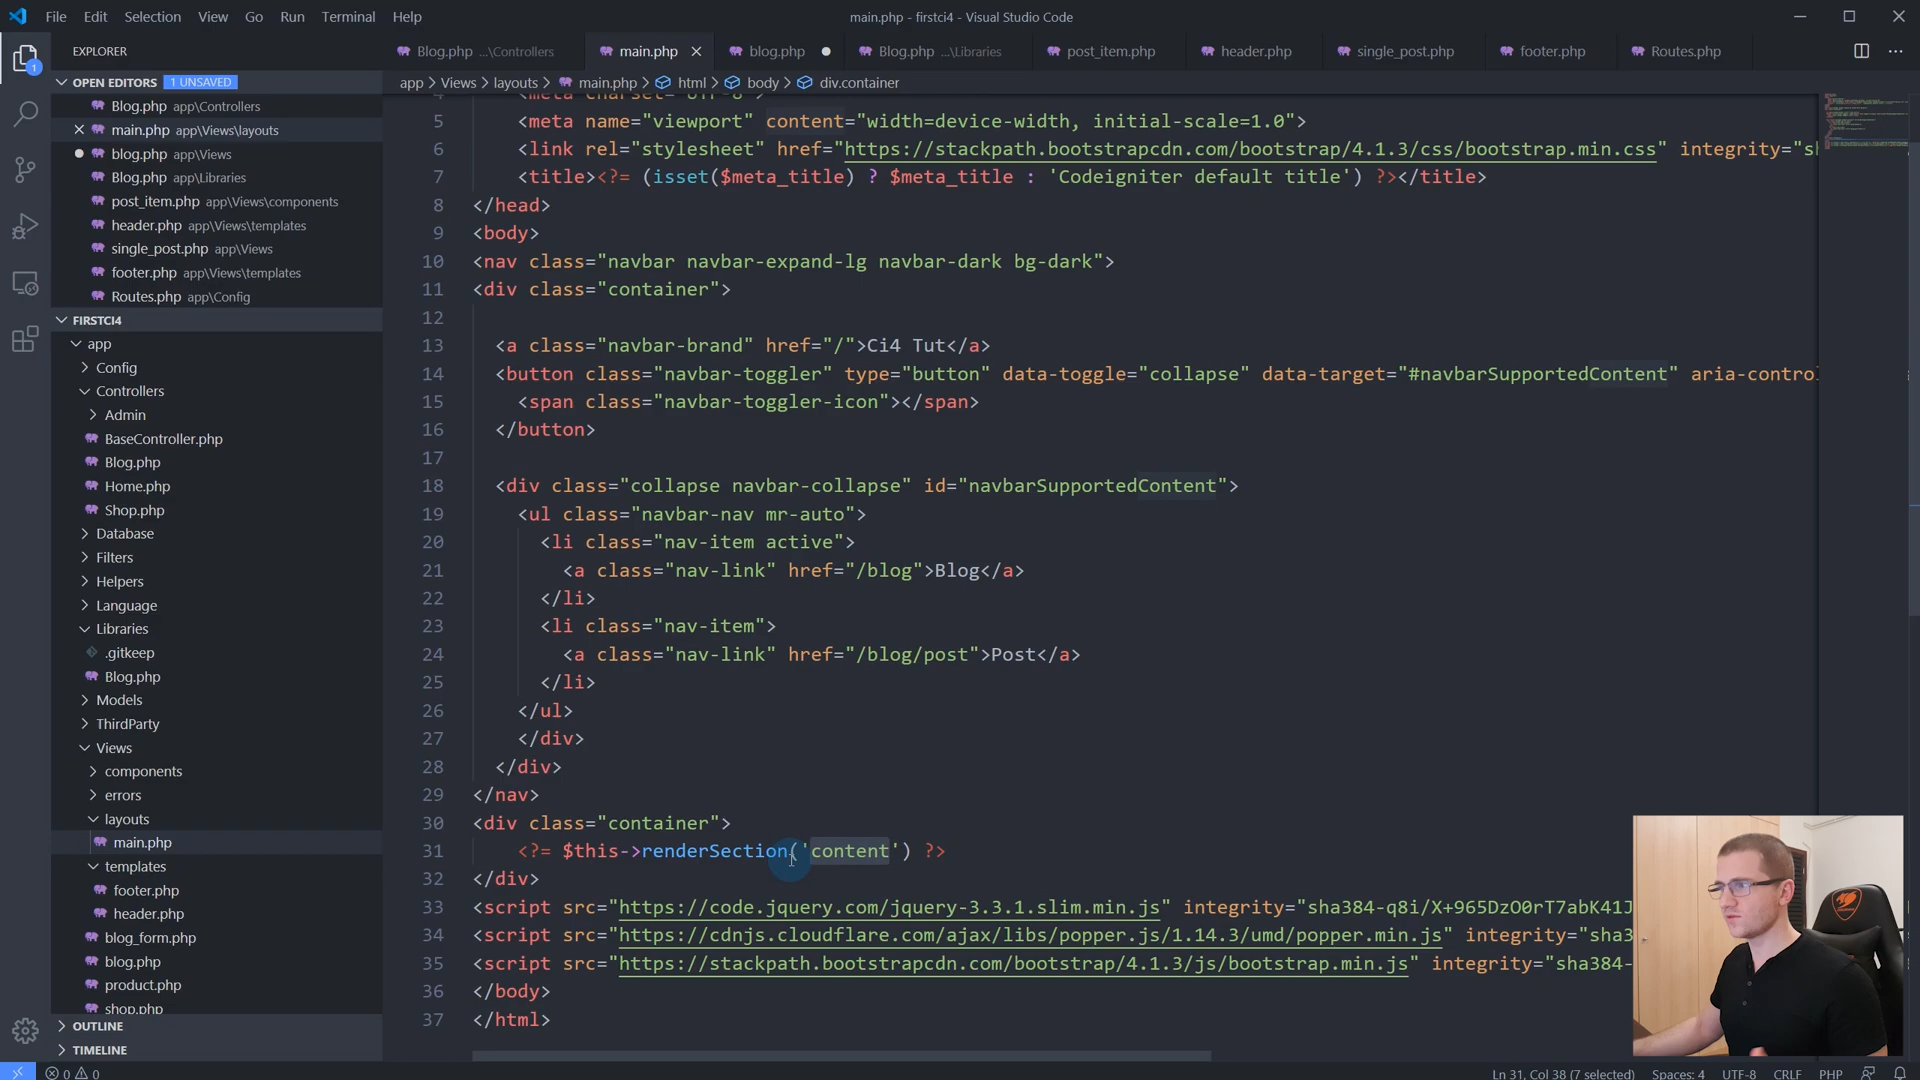 File Edit Selection View Go Run Terminal Help main.php - firstci4 - Visual Studio Code
EXPLORER
Blog.php ...\Controllers main.php blog.php Blog.php ...\Libraries post_item.php header.php single_post.php footer.php Routes.php
OPEN EDITORS 1 UNSAVED
app > Views > layouts > main.php > html > body > div.container
Blog.php app\Controllers
main.php app\Views\layouts
blog.php app\Views
Blog.php app\Libraries
post_item.php app\Views\components
header.php app\Views\templates
single_post.php app\Views
footer.php app\Views\templates
Routes.php app\Config
FIRSTCI4
app
Config
Controllers
Admin
BaseController.php
Blog.php
Home.php
Shop.php
Database
Filters
Helpers
Language
Libraries
.gitkeep
Blog.php
Models
ThirdParty
Views
components
errors
layouts
main.php
templates
footer.php
header.php
blog_form.php
blog.php
product.php
shop.php
OUTLINE
TIMELINE
5 <meta name="viewport" content="width=device-width, initial-scale=1.0">
6 <link rel="stylesheet" href="https://stackpath.bootstrapcdn.com/bootstrap/4.1.3/css/bootstrap.min.css" integrity="s
7 <title><?= (isset($meta_title) ? $meta_title : 'Codeigniter default title') ?></title>
8 </head>
9 <body>
10 <nav class="navbar navbar-expand-lg navbar-dark bg-dark">
11 <div class="container">
12
13 <a class="navbar-brand" href="/">Ci4 Tut</a>
14 <button class="navbar-toggler" type="button" data-toggle="collapse" data-target="#navbarSupportedContent" aria-contro
15 <span class="navbar-toggler-icon"></span>
16 </button>
17
18 <div class="collapse navbar-collapse" id="navbarSupportedContent">
19 <ul class="navbar-nav mr-auto">
20 <li class="nav-item active">
21 <a class="nav-link" href="/blog">Blog</a>
22 </li>
23 <li class="nav-item">
24 <a class="nav-link" href="/blog/post">Post</a>
25 </li>
26 </ul>
27 </div>
28 </div>
29 </nav>
30 <div class="container">
31 <?= $this->renderSection('content') ?>
32 </div>
33 <script src="https://code.jquery.com/jquery-3.3.1.slim.min.js" integrity="sha384-q8i/X+965DzO0rT7abK41J
34 <script src="https://cdnjs.cloudflare.com/ajax/libs/popper.js/1.14.3/umd/popper.min.js" integrity="sha3
35 <script src="https://stackpath.bootstrapcdn.com/bootstrap/4.1.3/js/bootstrap.min.js" integrity="sha384-
36 </body>
37 </html>
0 0 Ln 31, Col 38 (7 selected) Spaces: 4 UTF-8 CRLF PHP